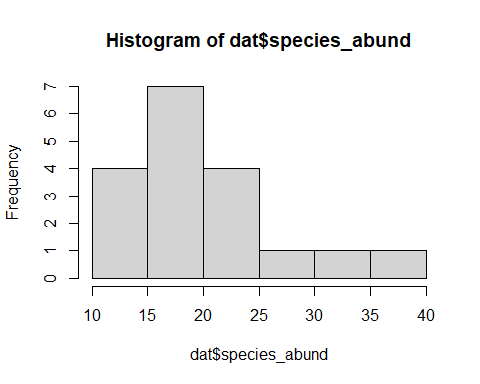 Histogram of dat$species_abund
Frequency
0 1 2 3 4 5 6 7
10 15 20 25 30 35 40
dat$species_abund